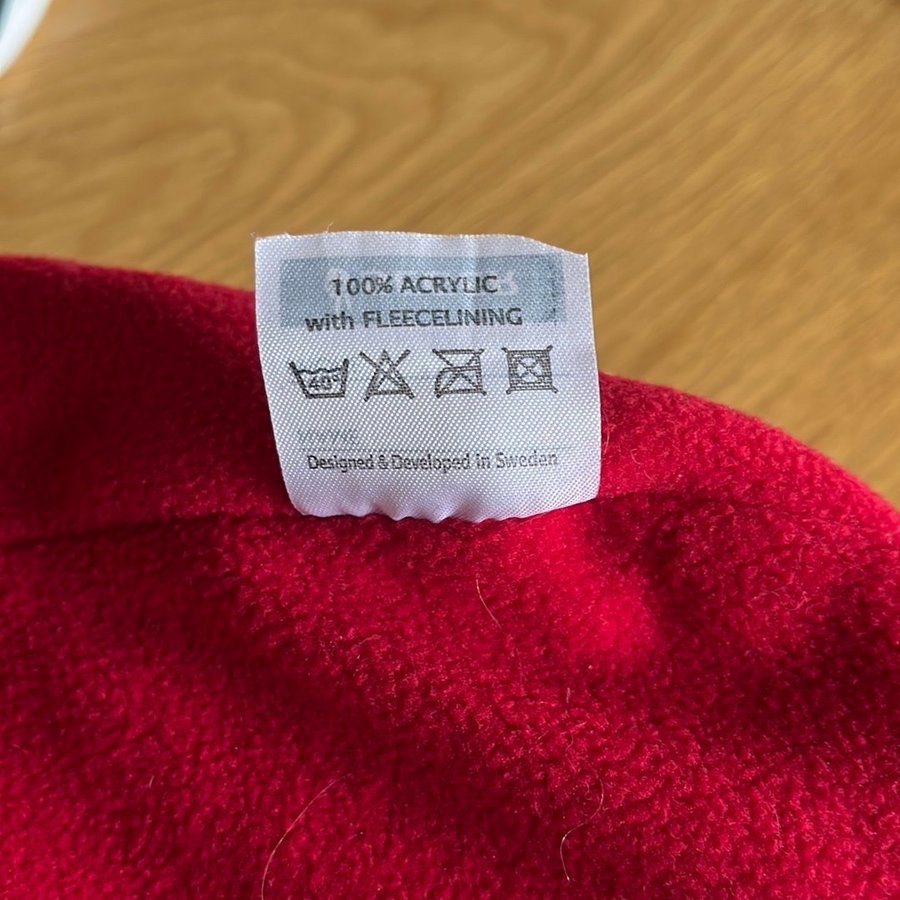 100% ACRYLIC
with FLEECELINING
40°
Designed & Developed in Sweden